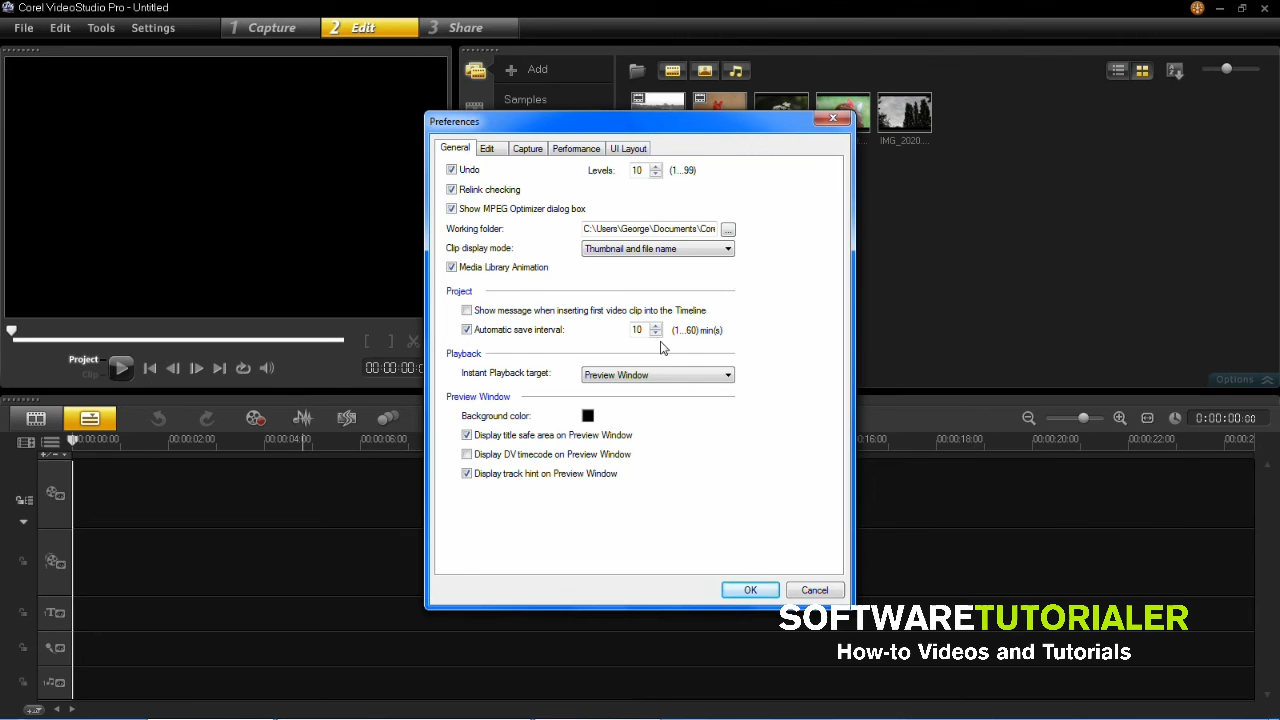 Corel VideoStudio Pro - Untitled
File Edit Tools Settings 1 Capture 2 Edit 3 Share
Add
Samples
IMG_2020....
Preferences
General Edit Capture Performance UI Layout
Undo Levels: 10 (1...99)
Relink checking
Show MPEG Optimizer dialog box
Working folder: C:\Users\George\Documents\Cor ...
Clip display mode: Thumbnail and file name
Media Library Animation
Project
Show message when inserting first video clip into the Timeline
Automatic save interval: 10 (1...60) min(s)
Playback
Instant Playback target: Preview Window
Preview Window
Background color:
Display title safe area on Preview Window
Display DV timecode on Preview Window
Display track hint on Preview Window
OK Cancel
Project
Clip
00:00:00:0
Options
0:00:00:00
00:00:00:00 00:00:02:00 00:00:04:00 00:00:06:00 00:16:00 00:00:18:00 00:00:20:00 00:00:22:00 00:00:2
SOFTWARETUTORIALER
How-to Videos and Tutorials